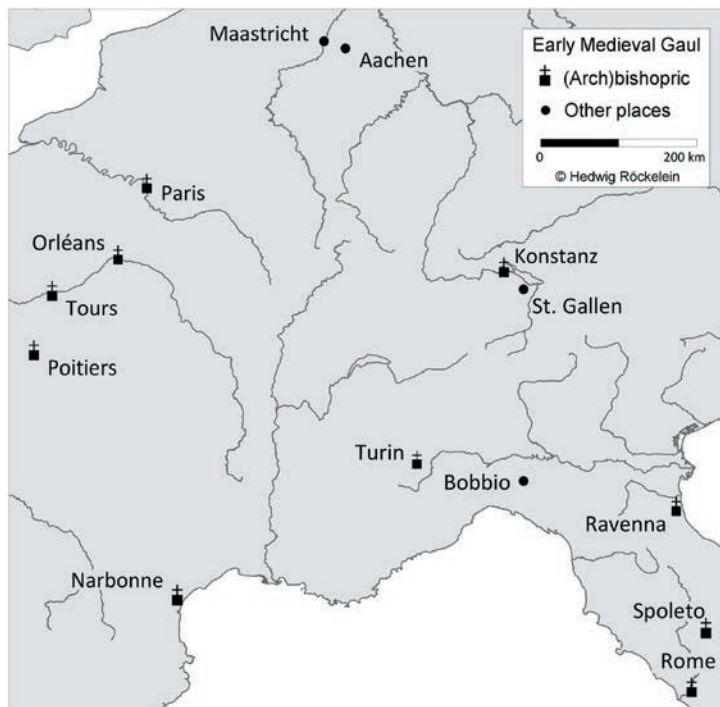 Maastricht
Aachen
Early Medieval Gaul
(Arch)bishopric
Other places
0 200 km
© Hedwig Röckelein
Paris
Orléans
Tours
Poitiers
Konstanz
St. Gallen
Turin
Bobbio
Ravenna
Narbonne
Spoleto
Rome